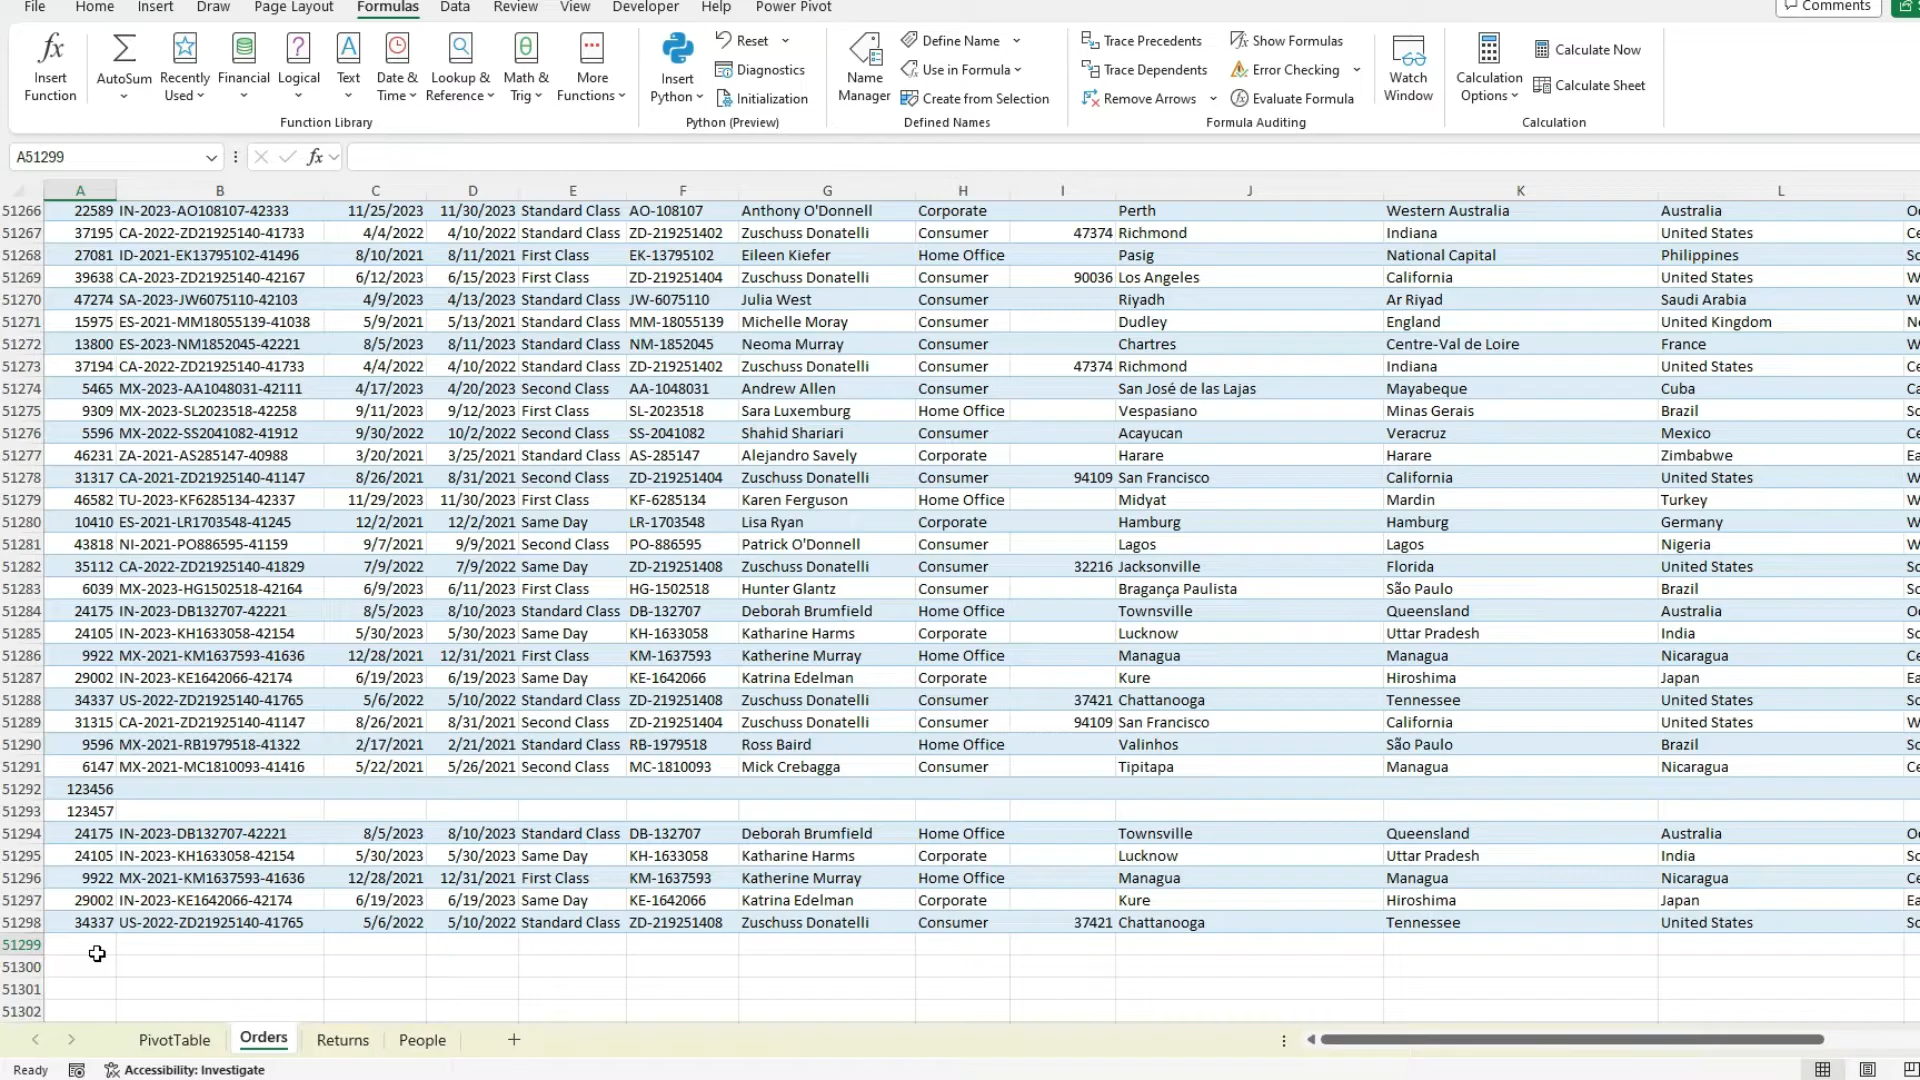 File Home Insert Draw Page Layout Formulas Data Review View Developer Help Power Pivot Comments
Insert Function AutoSum Recently Used Financial Logical Text Date & Time Lookup & Reference Math & Trig More Functions
Function Library
Insert Python Reset Diagnostics Initialization
Python (Preview)
Name Manager Define Name Use in Formula Create from Selection
Defined Names
Trace Precedents Trace Dependents Remove Arrows Show Formulas Error Checking Evaluate Formula
Formula Auditing
Watch Window
Calculation Options Calculate Now Calculate Sheet
Calculation
A51299 fx
A B C D E F G H I J K L
51266 22589 IN-2023-AO108107-42333 11/25/2023 11/30/2023 Standard Class AO-108107 Anthony O'Donnell Corporate Perth Western Australia Australia
51267 37195 CA-2022-ZD21925140-41733 4/4/2022 4/10/2022 Standard Class ZD-219251402 Zuschuss Donatelli Consumer 47374 Richmond Indiana United States
51268 27081 ID-2021-EK13795102-41496 8/10/2021 8/11/2021 First Class EK-13795102 Eileen Kiefer Home Office Pasig National Capital Philippines
51269 39638 CA-2023-ZD21925140-42167 6/12/2023 6/15/2023 First Class ZD-219251404 Zuschuss Donatelli Consumer 90036 Los Angeles California United States
51270 47274 SA-2023-JW6075110-42103 4/9/2023 4/13/2023 Standard Class JW-6075110 Julia West Consumer Riyadh Ar Riyad Saudi Arabia
51271 15975 ES-2021-MM18055139-41038 5/9/2021 5/13/2021 Standard Class MM-18055139 Michelle Moray Consumer Dudley England United Kingdom
51272 13800 ES-2023-NM1852045-42221 8/5/2023 8/11/2023 Standard Class NM-1852045 Neoma Murray Consumer Chartres Centre-Val de Loire France
51273 37194 CA-2022-ZD21925140-41733 4/4/2022 4/10/2022 Standard Class ZD-219251402 Zuschuss Donatelli Consumer 47374 Richmond Indiana United States
51274 5465 MX-2023-AA1048031-42111 4/17/2023 4/20/2023 Second Class AA-1048031 Andrew Allen Consumer San José de las Lajas Mayabeque Cuba
51275 9309 MX-2023-SL2023518-42258 9/11/2023 9/12/2023 First Class SL-2023518 Sara Luxemburg Home Office Vespasiano Minas Gerais Brazil
51276 5596 MX-2022-SS2041082-41912 9/30/2022 10/2/2022 Second Class SS-2041082 Shahid Shariari Consumer Acayucan Veracruz Mexico
51277 46231 ZA-2021-AS285147-40988 3/20/2021 3/25/2021 Standard Class AS-285147 Alejandro Savely Corporate Harare Harare Zimbabwe
51278 31317 CA-2021-ZD21925140-41147 8/26/2021 8/31/2021 Second Class ZD-219251404 Zuschuss Donatelli Consumer 94109 San Francisco California United States
51279 46582 TU-2023-KF6285134-42337 11/29/2023 11/30/2023 First Class KF-6285134 Karen Ferguson Home Office Midyat Mardin Turkey
51280 10410 ES-2021-LR1703548-41245 12/2/2021 12/2/2021 Same Day LR-1703548 Lisa Ryan Corporate Hamburg Hamburg Germany
51281 43818 NI-2021-PO886595-41159 9/7/2021 9/9/2021 Second Class PO-886595 Patrick O'Donnell Consumer Lagos Lagos Nigeria
51282 35112 CA-2022-ZD21925140-41829 7/9/2022 7/9/2022 Same Day ZD-219251408 Zuschuss Donatelli Consumer 32216 Jacksonville Florida United States
51283 6039 MX-2023-HG1502518-42164 6/9/2023 6/11/2023 First Class HG-1502518 Hunter Glantz Consumer Bragança Paulista São Paulo Brazil
51284 24175 IN-2023-DB132707-42221 8/5/2023 8/10/2023 Standard Class DB-132707 Deborah Brumfield Home Office Townsville Queensland Australia
51285 24105 IN-2023-KH1633058-42154 5/30/2023 5/30/2023 Same Day KH-1633058 Katharine Harms Corporate Lucknow Uttar Pradesh India
51286 9922 MX-2021-KM1637593-41636 12/28/2021 12/31/2021 First Class KM-1637593 Katherine Murray Home Office Managua Managua Nicaragua
51287 29002 IN-2023-KE1642066-42174 6/19/2023 6/19/2023 Same Day KE-1642066 Katrina Edelman Corporate Kure Hiroshima Japan
51288 34337 US-2022-ZD21925140-41765 5/6/2022 5/10/2022 Standard Class ZD-219251408 Zuschuss Donatelli Consumer 37421 Chattanooga Tennessee United States
51289 31315 CA-2021-ZD21925140-41147 8/26/2021 8/31/2021 Second Class ZD-219251404 Zuschuss Donatelli Consumer 94109 San Francisco California United States
51290 9596 MX-2021-RB1979518-41322 2/17/2021 2/21/2021 Standard Class RB-1979518 Ross Baird Home Office Valinhos São Paulo Brazil
51291 6147 MX-2021-MC1810093-41416 5/22/2021 5/26/2021 Second Class MC-1810093 Mick Crebagga Consumer Tipitapa Managua Nicaragua
51292 123456
51293 123457
51294 24175 IN-2023-DB132707-42221 8/5/2023 8/10/2023 Standard Class DB-132707 Deborah Brumfield Home Office Townsville Queensland Australia
51295 24105 IN-2023-KH1633058-42154 5/30/2023 5/30/2023 Same Day KH-1633058 Katharine Harms Corporate Lucknow Uttar Pradesh India
51296 9922 MX-2021-KM1637593-41636 12/28/2021 12/31/2021 First Class KM-1637593 Katherine Murray Home Office Managua Managua Nicaragua
51297 29002 IN-2023-KE1642066-42174 6/19/2023 6/19/2023 Same Day KE-1642066 Katrina Edelman Corporate Kure Hiroshima Japan
51298 34337 US-2022-ZD21925140-41765 5/6/2022 5/10/2022 Standard Class ZD-219251408 Zuschuss Donatelli Consumer 37421 Chattanooga Tennessee United States
51299
51300
51301
51302
PivotTable Orders Returns People
Ready Accessibility: Investigate